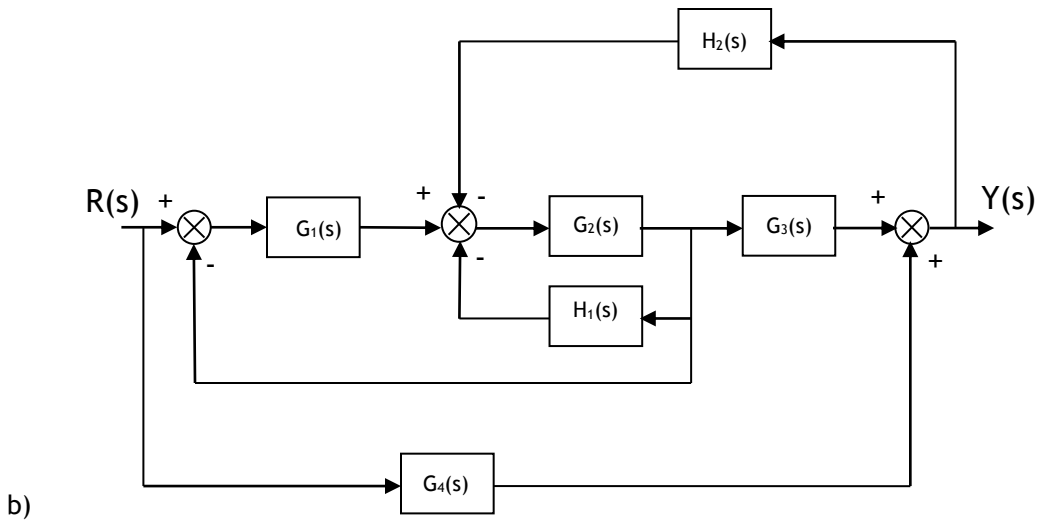 H₂(s)
R(s)
+
-
G₁(s)
+
-
-
G₂(s)
G₃(s)
+
+
Y(s)
H₁(s)
G₄(s)
b)